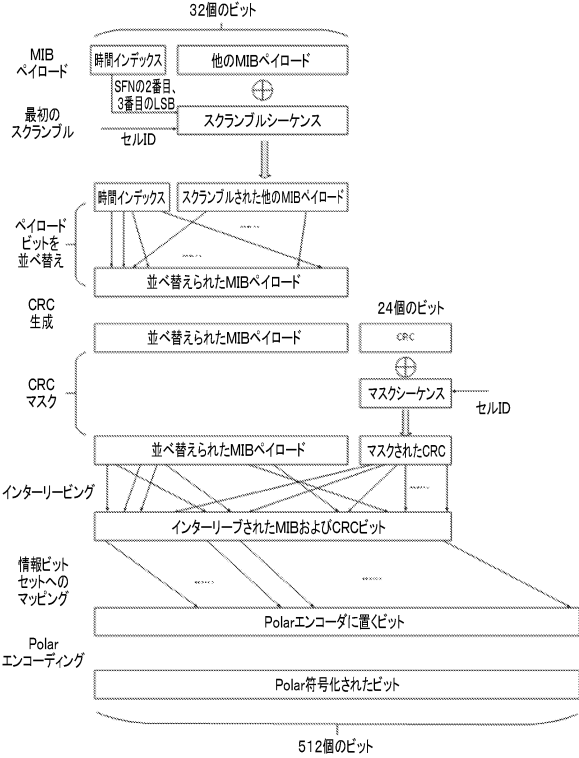 32個のビット
MIB
ペイロード
時間インデックス
他のMIBペイロード
SFNの2番目、
3番目のLSB
最初の
スクランブル
スクランブルシーケンス
セルID
時間インデックス
スクランブルされた他のMIBペイロード
ペイロード
ビットを
並べ替え
並べ替えられたMIBペイロード
CRC
生成
24個のビット
並べ替えられたMIBペイロード
CRC
CRC
マスク
マスクシーケンス
セルID
並べ替えられたMIBペイロード
マスクされたCRC
インターリービング
インターリーブされたMIBおよびCRCビット
情報ビット
セットへの
マッピング
Polarエンコーダに置くビット
Polar
エンコーディング
Polar符号化されたビット
512個のビット